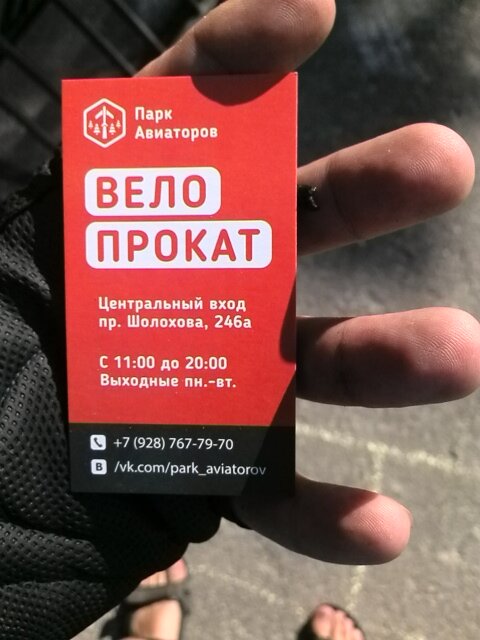 Парк
Авиаторов
ВЕЛО
ПРОКАТ
Центральный вход
пр. Шолохова, 246а
С 11:00 до 20:00
Выходные пн.-вт.
+7 (928) 767-79-70
В /vk.com/park_aviatorov